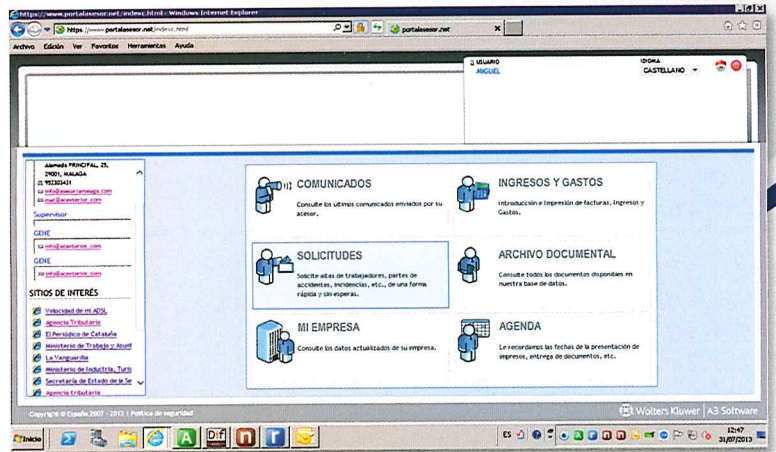 https://www.portalasesor.net/indexc.html - Windows Internet Explorer
https://www.portalasesor.net/indexc.html
portalasesor.net
Archivo Edición Ver Favoritos Herramientas Ayuda
USUARIO
MIGUEL
IDIOMA
CASTELLANO
Alameda PRINCIPAL, 25,
29001, MALAGA
952303431
info@asesoriamalaga.com
mar@acexterior.com
Supervisor
GENE
info@acexterior.com
GENE
info@acexterior.com
SITIOS DE INTERÉS
Velocidad de mi ADSL
Agencia Tributaria
El Periódico de Cataluña
Ministerio de Trabajo y Asunt
La Vanguardia
Ministerio de Industria, Turis
Secretaría de Estado de la Se
Agencia tributaria
COMUNICADOS
Consulte los últimos comunicados enviados por su
asesor.
INGRESOS Y GASTOS
Introducción e impresión de facturas, Ingresos y
Gastos.
SOLICITUDES
Solicite altas de trabajadores, partes de
accidentes, incidencias, etc., de una forma
rápida y sin esperas.
ARCHIVO DOCUMENTAL
Consulte todos los documentos disponibles en
nuestra base de datos.
MI EMPRESA
Consulte los datos actualizados de su empresa.
AGENDA
Le recordamos las fechas de la presentación de
impresos, entrega de documentos, etc.
Copyright © España 2007 - 2013 | Política de seguridad
Wolters Kluwer | A3 Software
Inicio
ES
12:47
31/07/2013